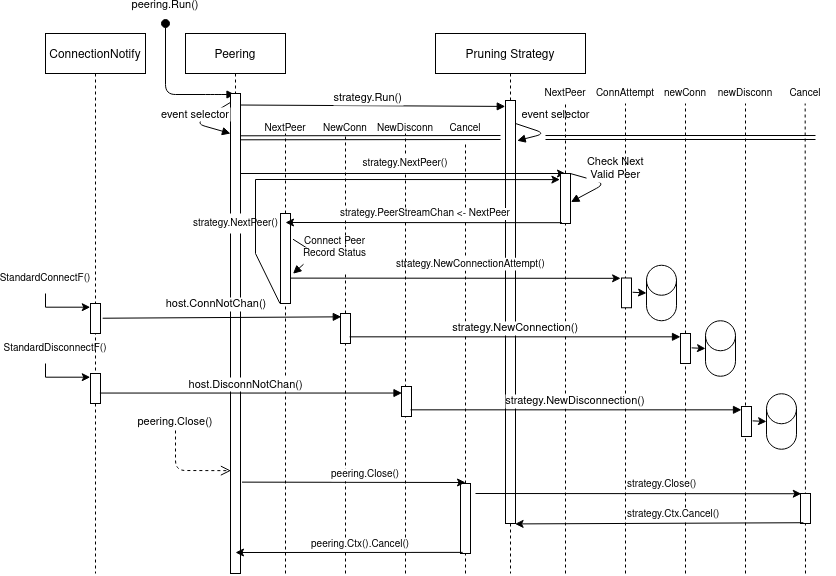 peering.Run()
ConnectionNotify
Peering
Pruning Strategy
strategy.Run()
NextPeer
ConnAttempt
newConn
newDisconn
Cancel
event selector
event selector
NextPeer
NewConn
NewDisconn
Cancel
strategy.NextPeer()
Check Next
Valid Peer
strategy.PeerStreamChan <- NextPeer
strategy.NextPeer()
Connect Peer
Record Status
strategy.NewConnectionAttempt()
StandardConnectF()
host.ConnNotChan()
strategy.NewConnection()
StandardDisconnectF()
host.DisconnNotChan()
strategy.NewDisconnection()
peering.Close()
peering.Close()
strategy.Close()
strategy.Ctx.Cancel()
peering.Ctx().Cancel()